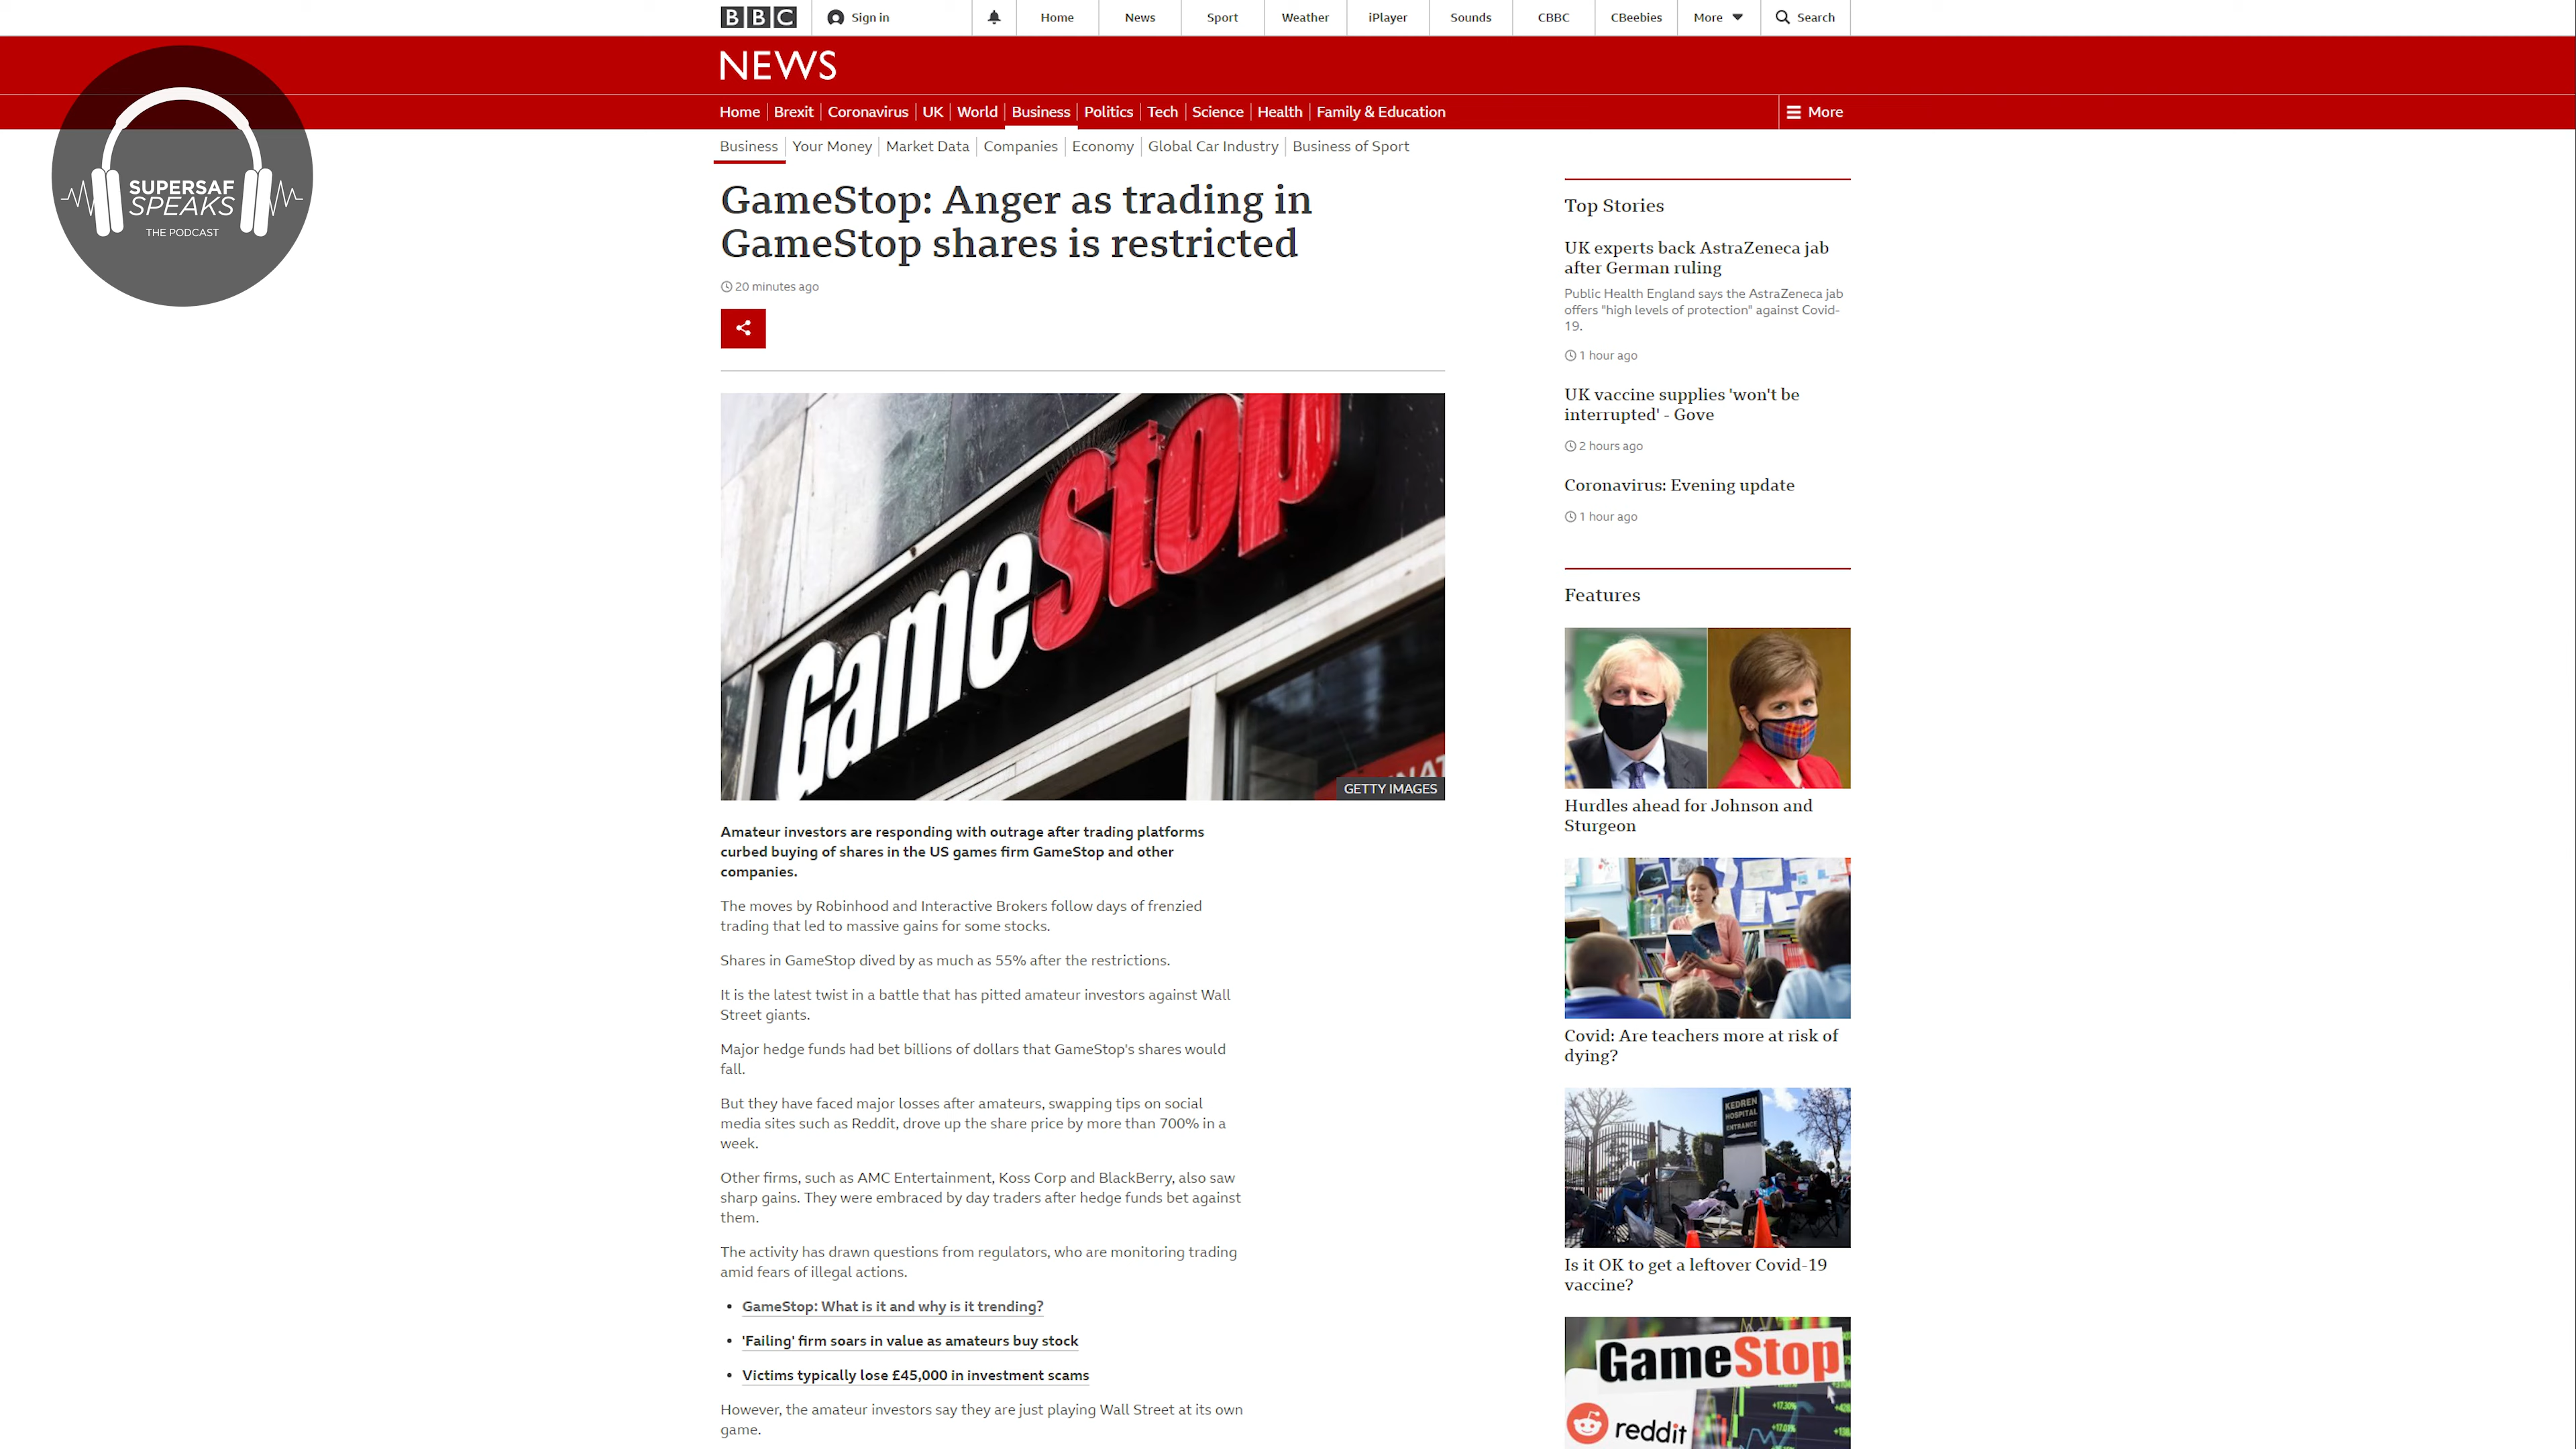 BBC
Sign in
Home
News
Sport
Weather
iPlayer
Sounds
CBBC
CBeebies
More
Search
NEWS
Home
Brexit
Coronavirus
UK
World
Business
Politics
Tech
Science
Health
Family & Education
More
Business
Your Money
Market Data
Companies
Economy
Global Car Industry
Business of Sport
SUPERSAF
SPEAKS
THE PODCAST
GameStop: Anger as trading in
GameStop shares is restricted
20 minutes ago
GameStop
GETTY IMAGES
Amateur investors are responding with outrage after trading platforms
curbed buying of shares in the US games firm GameStop and other
companies.
The moves by Robinhood and Interactive Brokers follow days of frenzied
trading that led to massive gains for some stocks.
Shares in GameStop dived by as much as 55% after the restrictions.
It is the latest twist in a battle that has pitted amateur investors against Wall
Street giants.
Major hedge funds had bet billions of dollars that GameStop's shares would
fall.
But they have faced major losses after amateurs, swapping tips on social
media sites such as Reddit, drove up the share price by more than 700% in a
week.
Other firms, such as AMC Entertainment, Koss Corp and BlackBerry, also saw
sharp gains. They were embraced by day traders after hedge funds bet against
them.
The activity has drawn questions from regulators, who are monitoring trading
amid fears of illegal actions.
• GameStop: What is it and why is it trending?
• 'Failing' firm soars in value as amateurs buy stock
• Victims typically lose £45,000 in investment scams
However, the amateur investors say they are just playing Wall Street at its own
game.
Top Stories
UK experts back AstraZeneca jab
after German ruling
Public Health England says the AstraZeneca jab
offers "high levels of protection" against Covid-
19.
1 hour ago
UK vaccine supplies 'won't be
interrupted' - Gove
2 hours ago
Coronavirus: Evening update
1 hour ago
Features
Hurdles ahead for Johnson and
Sturgeon
Covid: Are teachers more at risk of
dying?
KEDREN
HOSPITAL
ENTRANCE
Is it OK to get a leftover Covid-19
vaccine?
GameStop
reddit